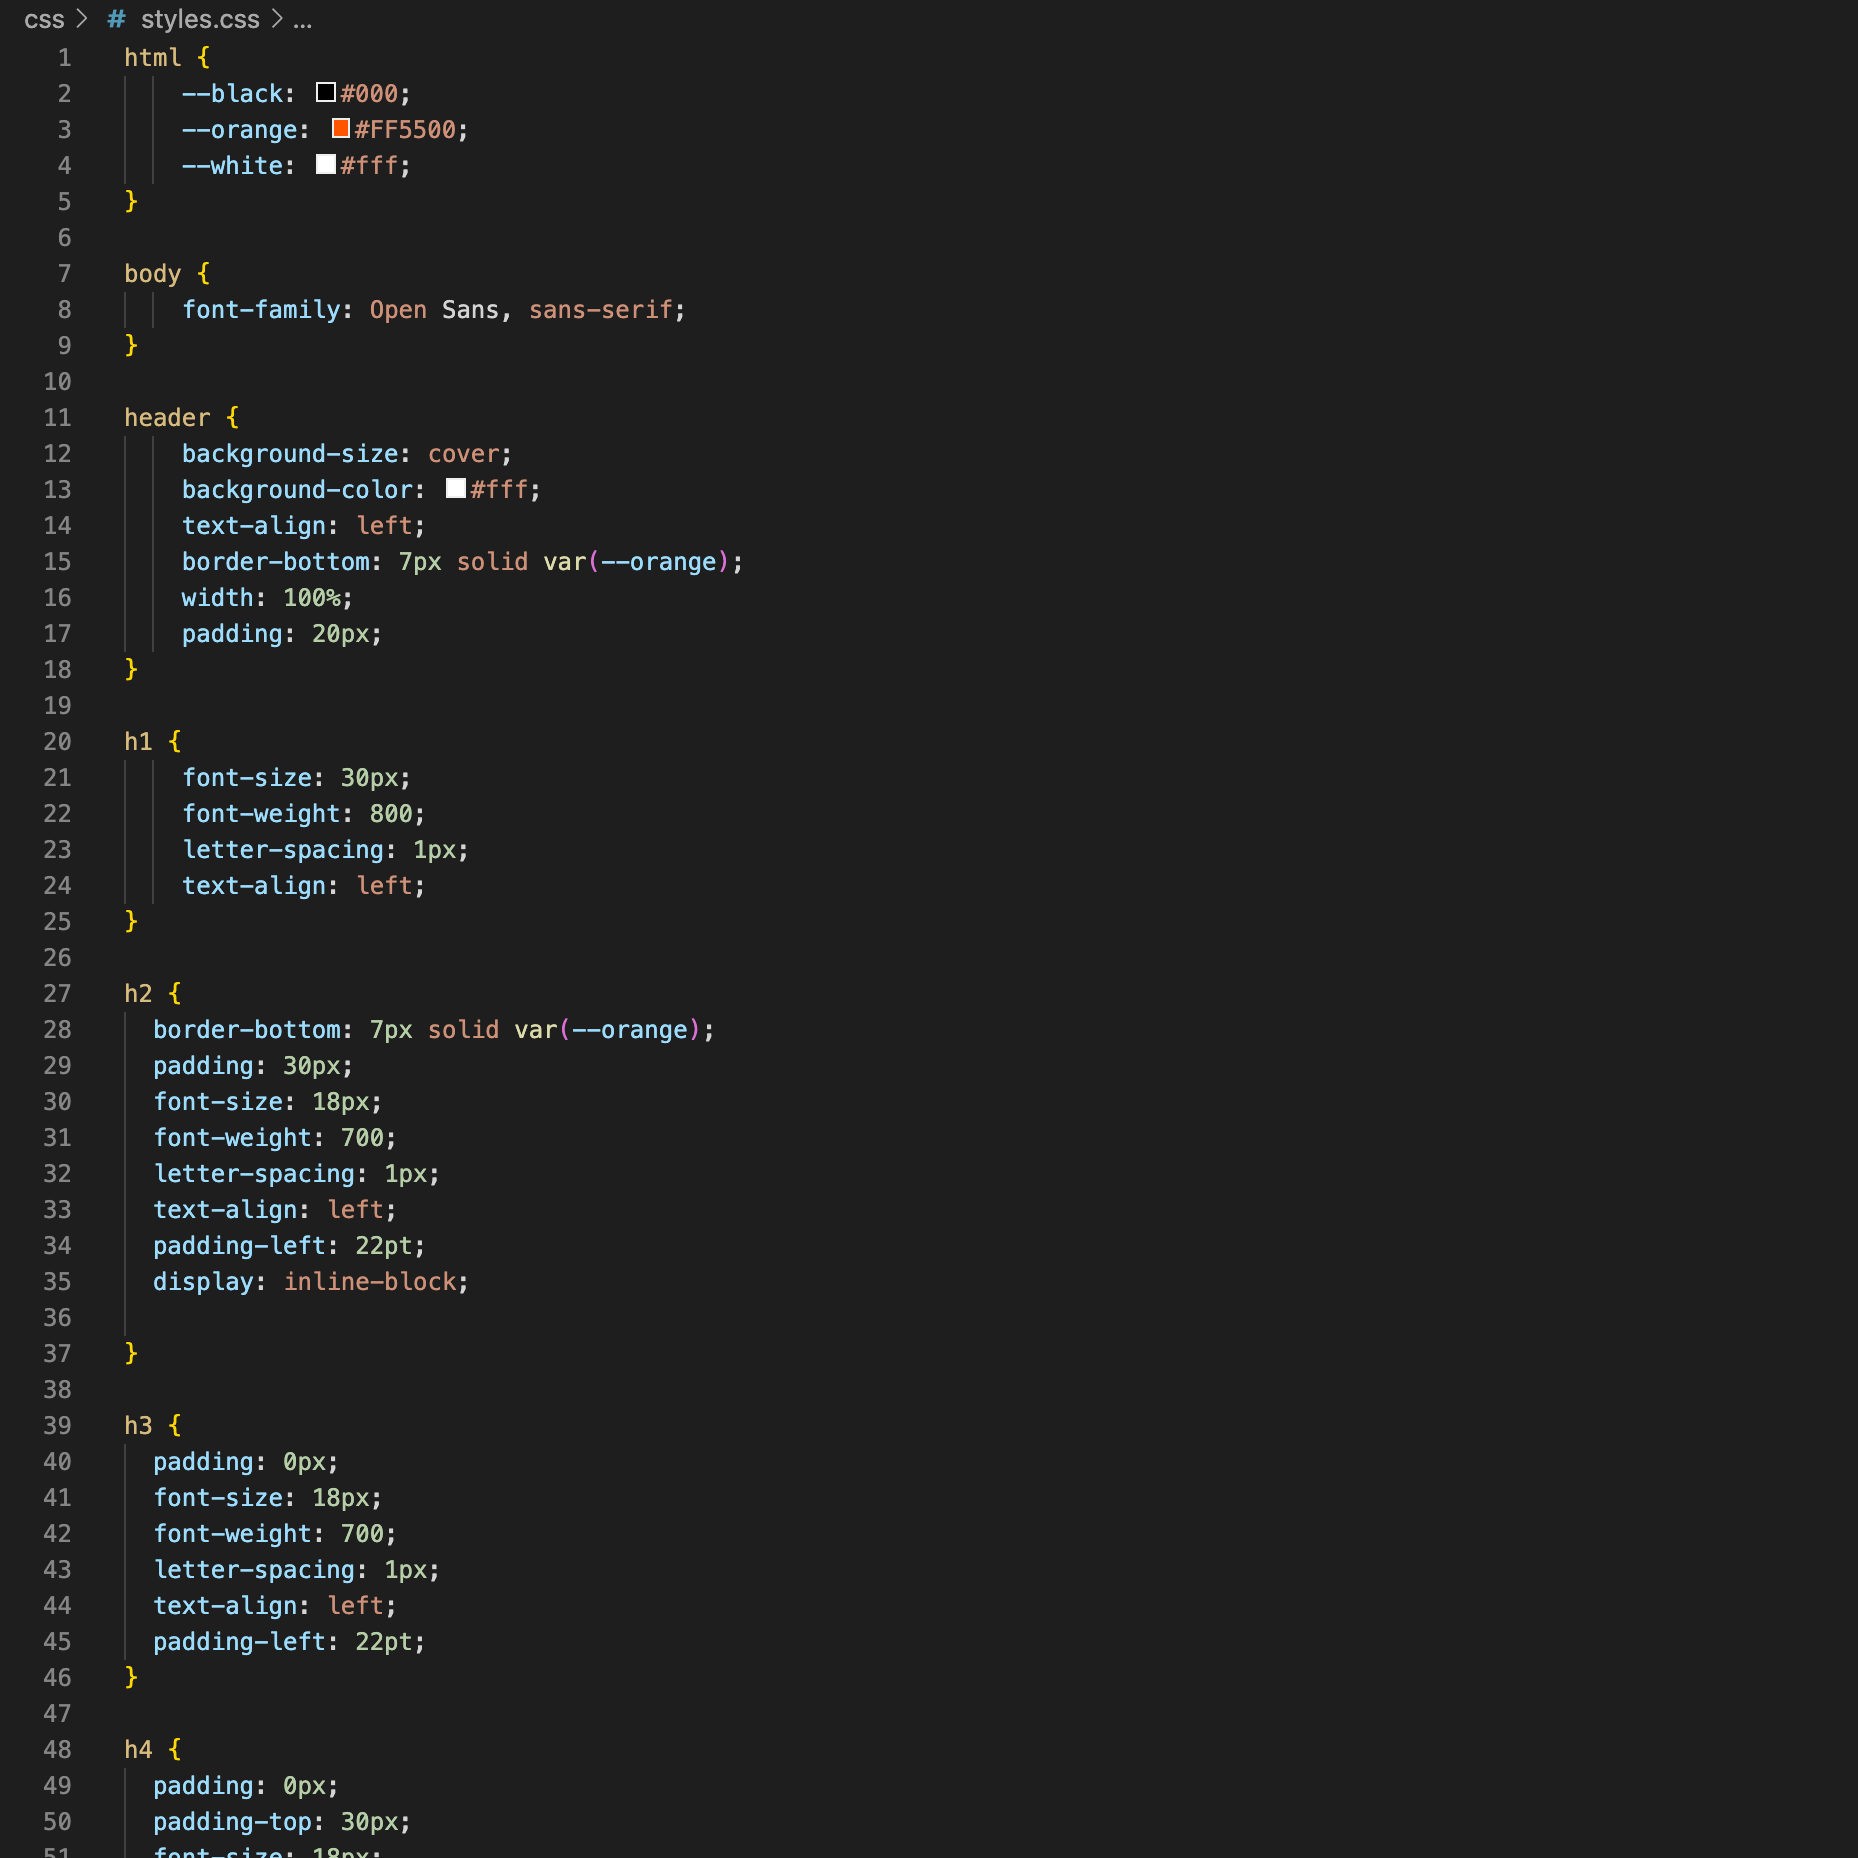 css > # styles.css > ...
1 html {
2 --black: #000;
3 --orange: #FF5500;
4 --white: #fff;
5 }
6
7 body {
8 font-family: Open Sans, sans-serif;
9 }
10
11 header {
12 background-size: cover;
13 background-color: #fff;
14 text-align: left;
15 border-bottom: 7px solid var(--orange);
16 width: 100%;
17 padding: 20px;
18 }
19
20 h1 {
21 font-size: 30px;
22 font-weight: 800;
23 letter-spacing: 1px;
24 text-align: left;
25 }
26
27 h2 {
28 border-bottom: 7px solid var(--orange);
29 padding: 30px;
30 font-size: 18px;
31 font-weight: 700;
32 letter-spacing: 1px;
33 text-align: left;
34 padding-left: 22pt;
35 display: inline-block;
36
37 }
38
39 h3 {
40 padding: 0px;
41 font-size: 18px;
42 font-weight: 700;
43 letter-spacing: 1px;
44 text-align: left;
45 padding-left: 22pt;
46 }
47
48 h4 {
49 padding: 0px;
50 padding-top: 30px;
51 font-size: 18px;